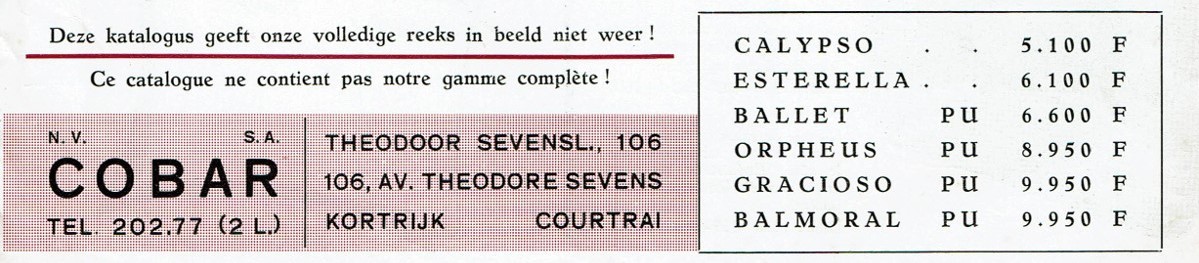 Deze katalogus geeft onze volledige reeks in beeld niet weer !
Ce catalogue ne contient pas notre gamme complète !
N. V. S. A.
COBAR
TEL. 202.77 (2 L.)
THEODOOR SEVENSL., 106
106, AV. THEODORE SEVENS
KORTRIJK COURTRAI
CALYPSO . . 5.100 F
ESTERELLA . . 6.100 F
BALLET PU 6.600 F
ORPHEUS PU 8.950 F
GRACIOSO PU 9.950 F
BALMORAL PU 9.950 F